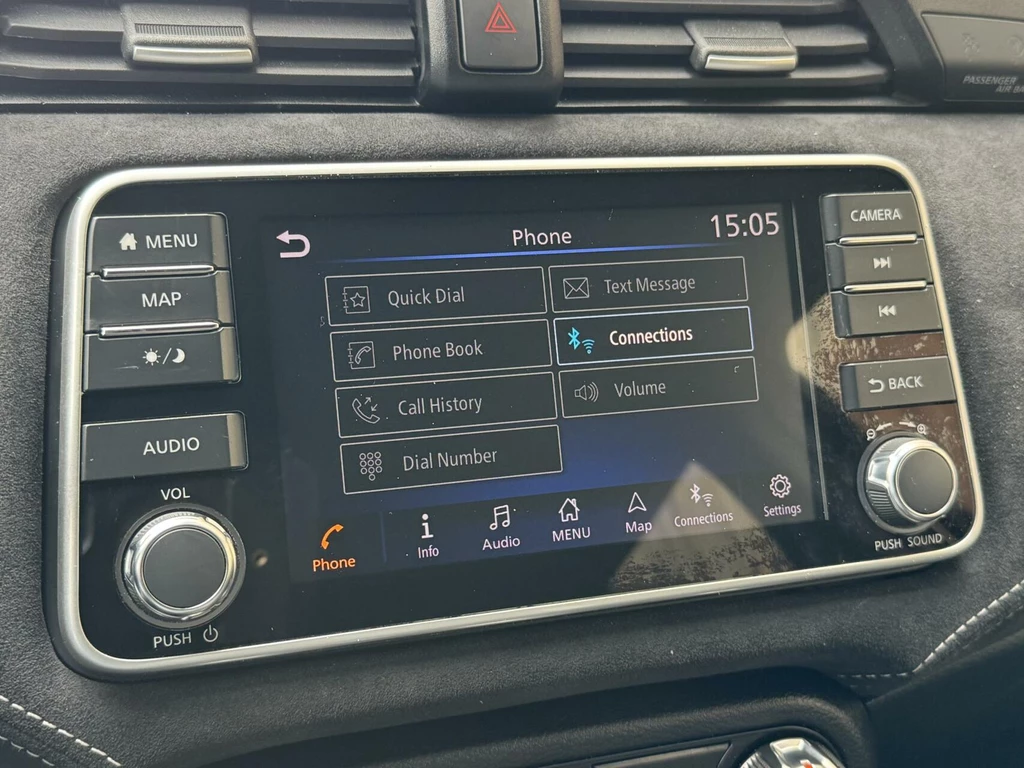 PASSENGER
AIR BA
MENU
MAP
AUDIO
VOL
PUSH
Phone
15:05
Quick Dial
Text Message
Phone Book
Connections
Call History
Volume
Dial Number
Phone
Info
Audio
MENU
Map
Connections
Settings
CAMERA
BACK
PUSH SOUND